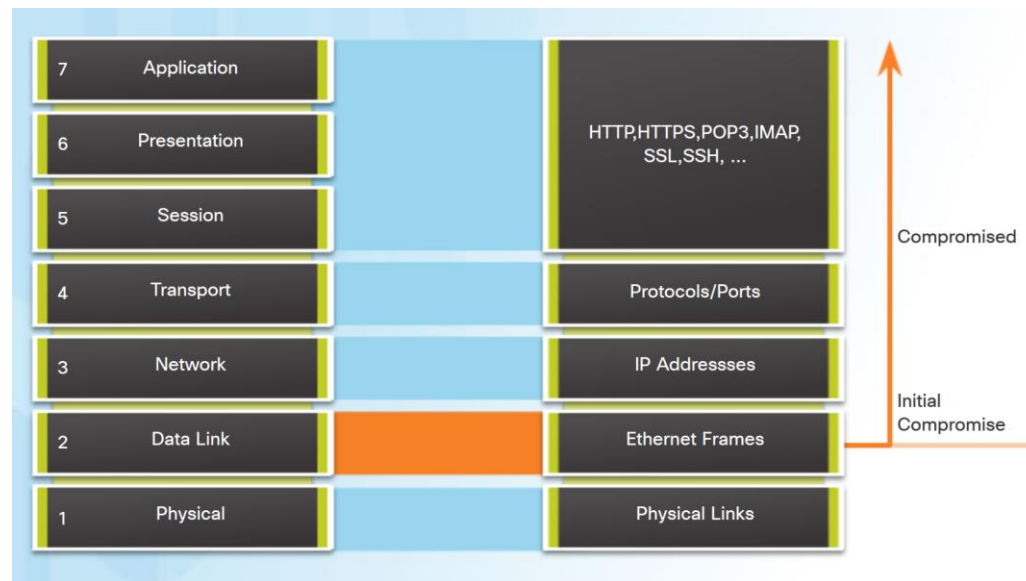 7 Application
6 Presentation
5 Session
4 Transport
3 Network
2 Data Link
1 Physical
HTTP,HTTPS,POP3,IMAP,
SSL,SSH, ...
Protocols/Ports
IP Addressses
Ethernet Frames
Physical Links
Compromised
Initial
Compromise